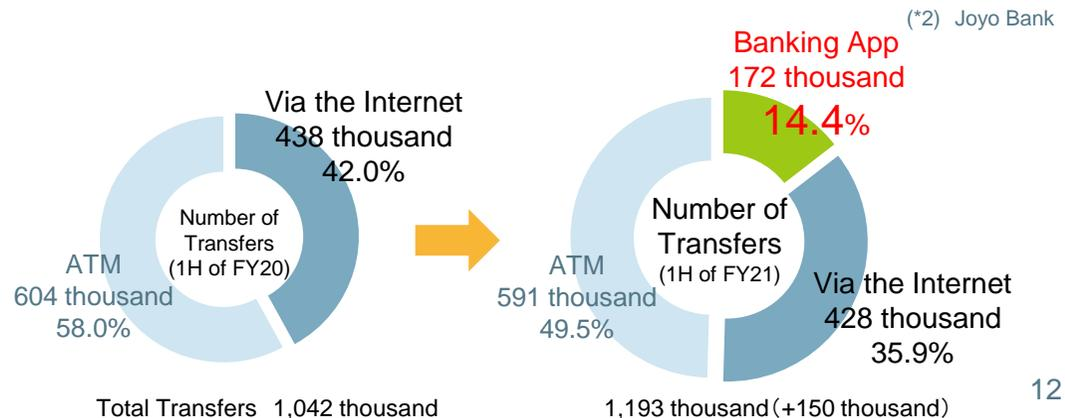 (*2) Joyo Bank
Via the Internet
438 thousand
42.0%
Number of
Transfers
(1H of FY20)
ATM
604 thousand
58.0%
Total Transfers 1,042 thousand
Banking App
172 thousand
14.4%
Number of
Transfers
(1H of FY21)
ATM
591 thousand
49.5%
Via the Internet
428 thousand
35.9%
1,193 thousand（+150 thousand）
12